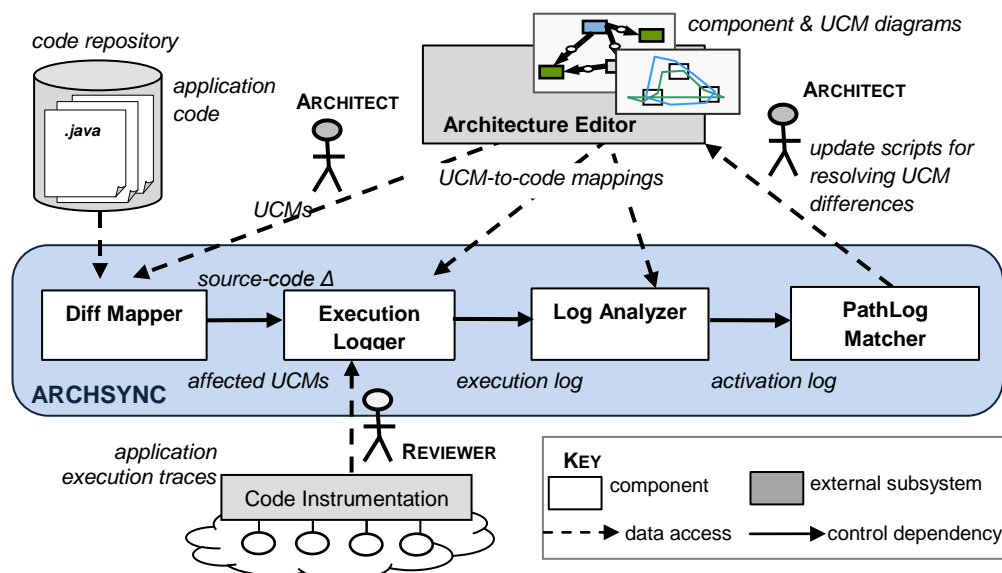 component & UCM diagrams
code repository
application
code
.java
ARCHITECT
Architecture Editor
ARCHITECT
update scripts for
resolving UCM
differences
UCM-to-code mappings
UCMs
source-code Δ
Diff Mapper
Execution
Logger
Log Analyzer
PathLog
Matcher
affected UCMs
execution log
activation log
ARCHSYNC
REVIEWER
application
execution traces
Code Instrumentation
KEY
component
external subsystem
data access
control dependency